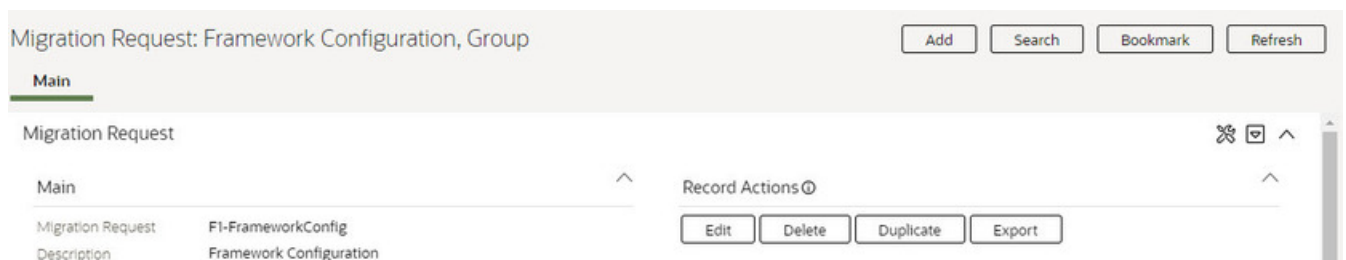 Migration Request: Framework Configuration, Group
Add Search Bookmark Refresh
Main
Migration Request
Main
Record Actions
Migration Request F1-FrameworkConfig
Edit Delete Duplicate Export
Description Framework Configuration